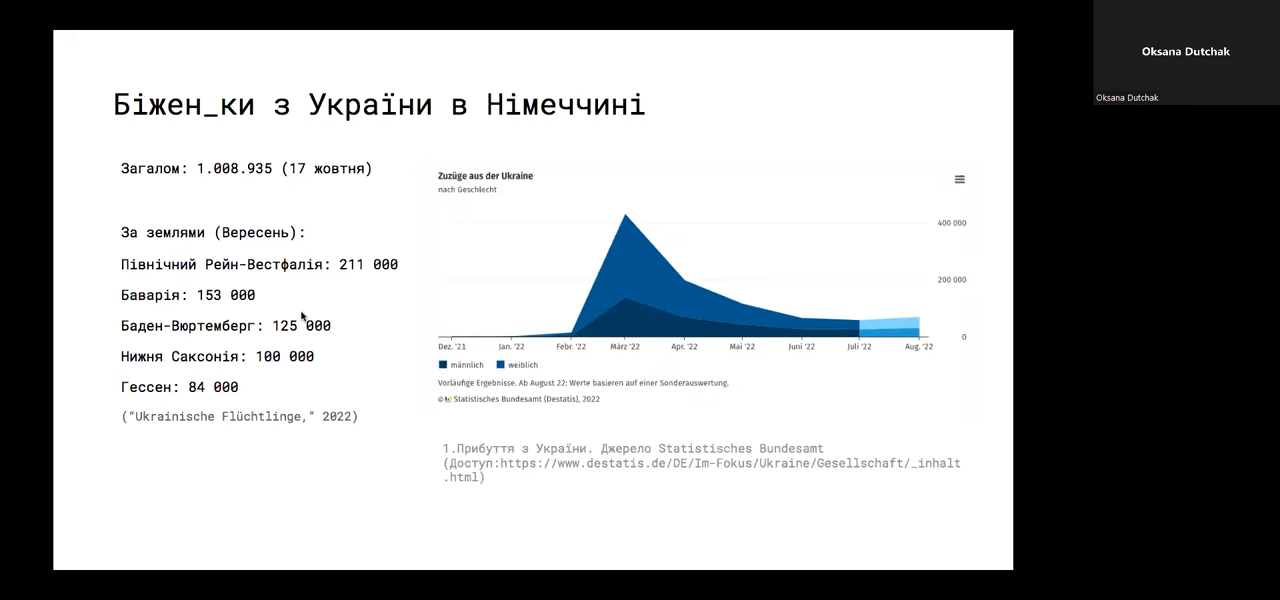 Біжен_ки з України в Німеччині
Загалом: 1.008.935 (17 жовтня)
За землями (Вересень):
Північний Рейн-Вестфалія: 211 000
Баварія: 153 000
Баден-Вюртемберг: 125 000
Нижня Саксонія: 100 000
Гессен: 84 000
(“Ukrainische Flüchtlinge,” 2022)
Zuzüge aus der Ukraine
nach Geschlecht
400 000
200 000
0
Dez. '21 Jan. '22 Febr. '22 März '22 Apr. '22 Mai '22 Juni '22 Juli '22 Aug. '22
männlich weiblich
Vorläufige Ergebnisse. Ab August 22: Werte basieren auf einer Sonderauswertung.
© Statistisches Bundesamt (Destatis), 2022
1.Прибуття з України. Джерело Statistisches Bundesamt
(Доступ:https://www.destatis.de/DE/Im-Fokus/Ukraine/Gesellschaft/_inhalt
.html)
Oksana Dutchak
Oksana Dutchak